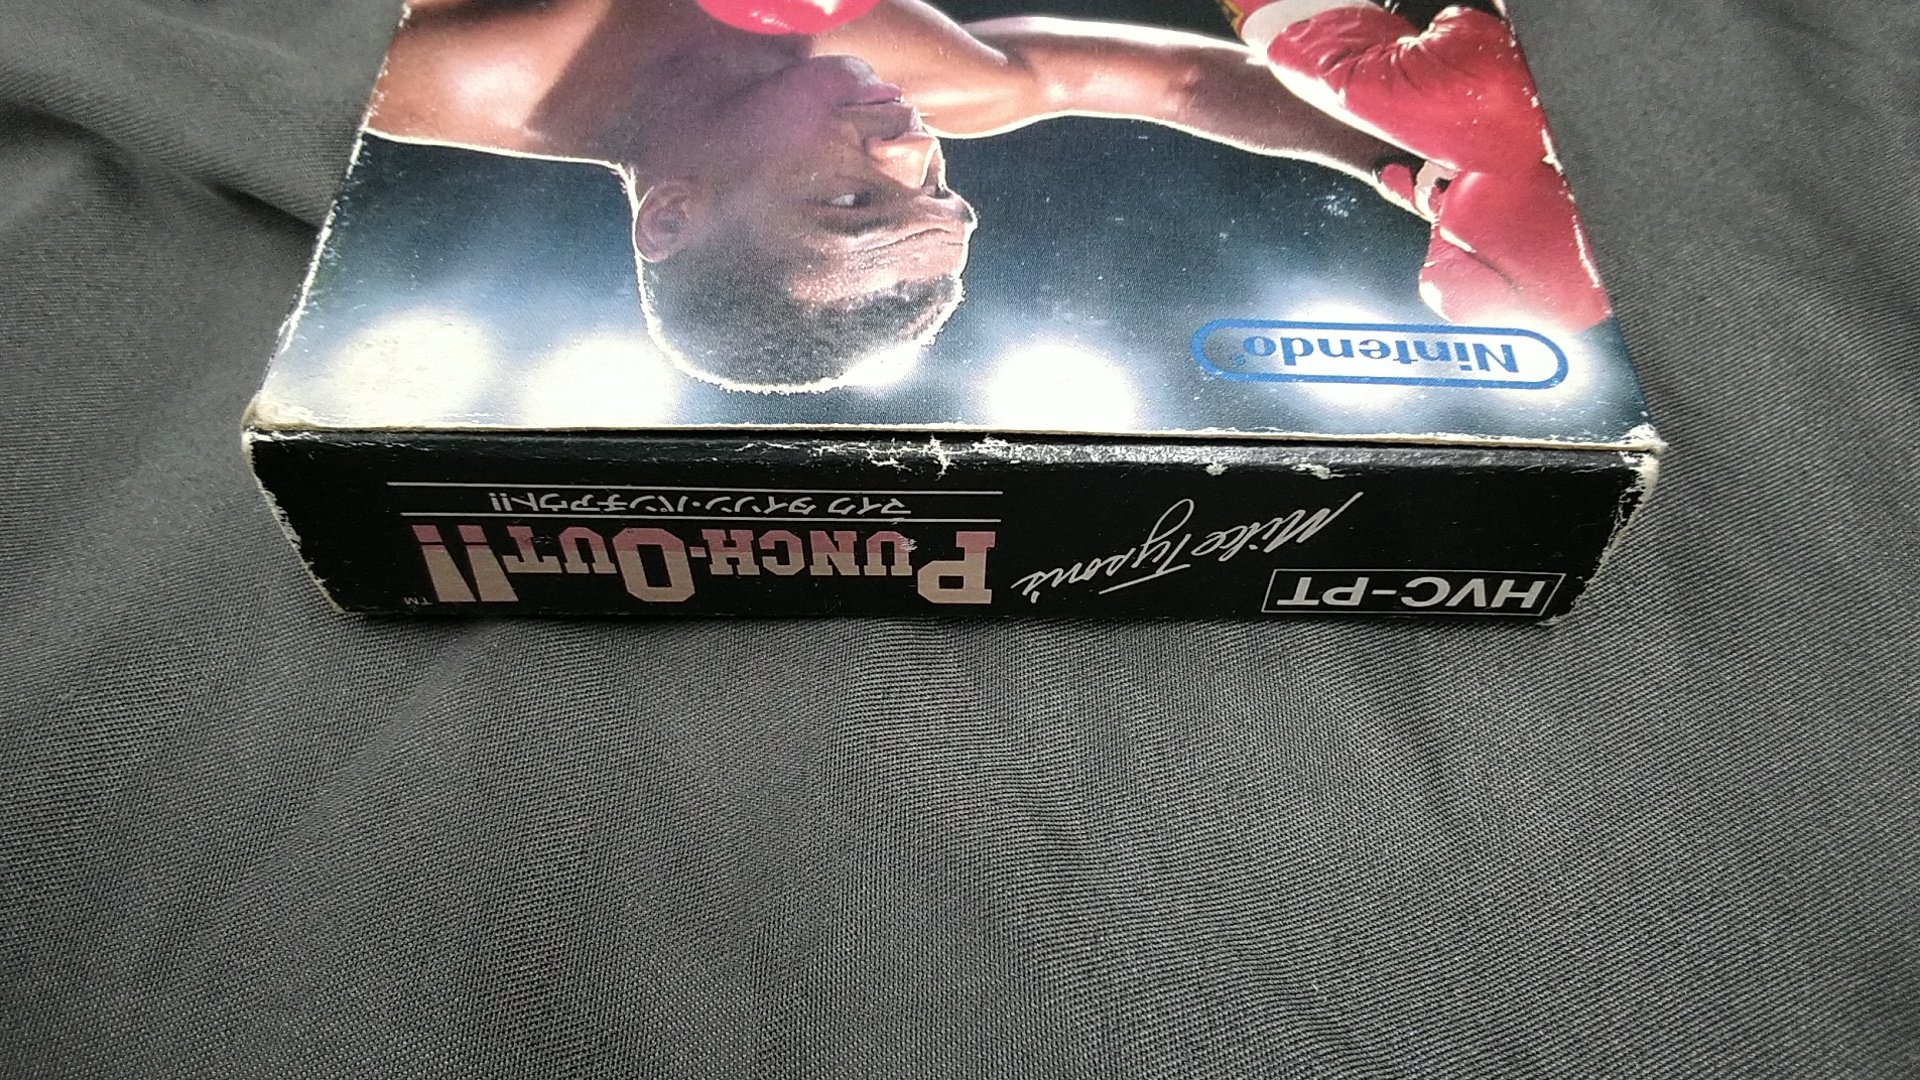 HVC-PT
Mike Tyson's
PUNCH-OUT!!™
マイク タイソン・パンチアウト!!
Nintendo®